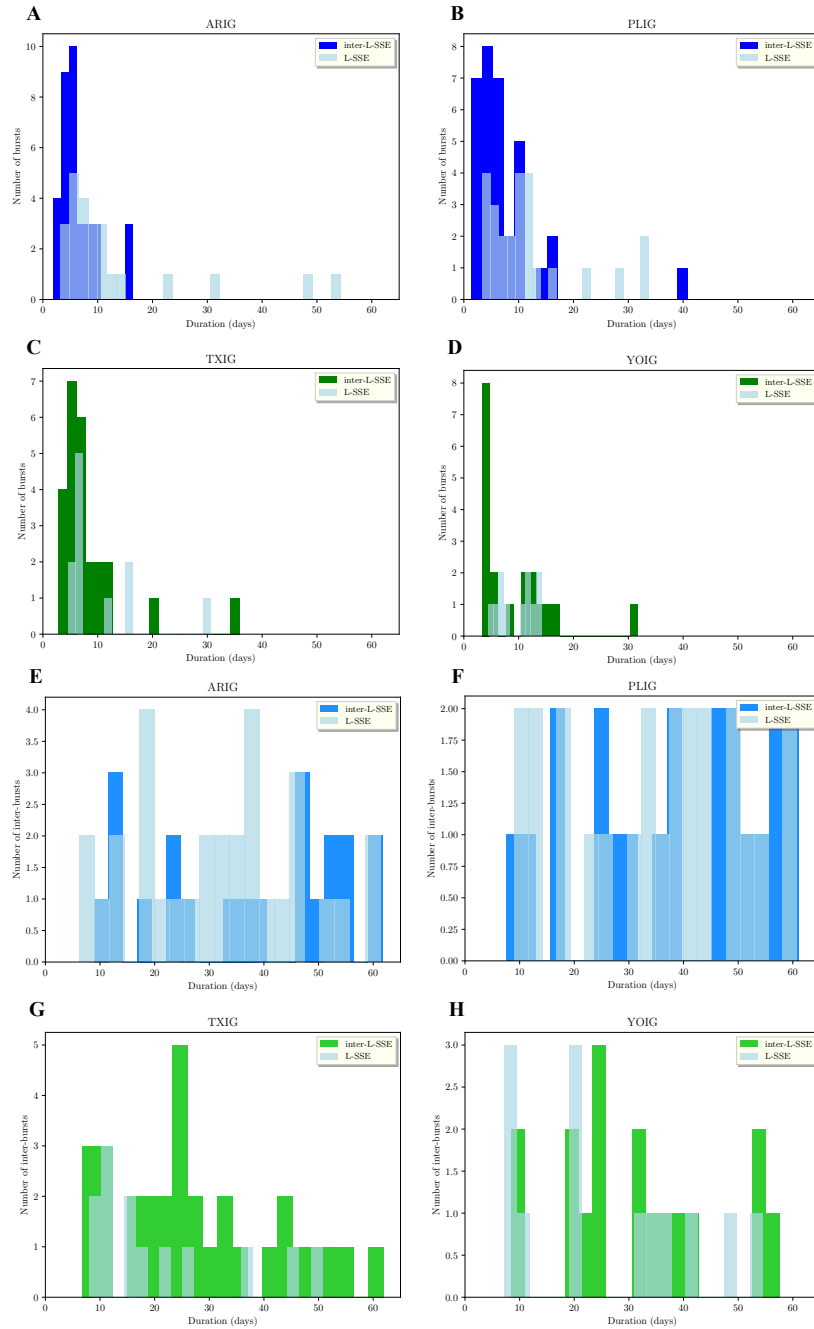 A
ARIG
inter-L-SSE
L-SSE
Number of bursts
10
8
6
4
2
0
0 10 20 30 40 50 60
Duration (days)
B
PLIG
inter-L-SSE
L-SSE
Number of bursts
8
7
6
5
4
3
2
1
0
0 10 20 30 40 50 60
Duration (days)
C
TXIG
inter-L-SSE
L-SSE
Number of bursts
7
6
5
4
3
2
1
0
0 10 20 30 40 50 60
Duration (days)
D
YOIG
inter-L-SSE
L-SSE
Number of bursts
8
7
6
5
4
3
2
1
0
0 10 20 30 40 50 60
Duration (days)
E
ARIG
inter-L-SSE
L-SSE
Number of inter-bursts
4.0
3.5
3.0
2.5
2.0
1.5
1.0
0.5
0.0
0 10 20 30 40 50 60
Duration (days)
F
PLIG
inter-L-SSE
L-SSE
Number of inter-bursts
2.00
1.75
1.50
1.25
1.00
0.75
0.50
0.25
0.00
0 10 20 30 40 50 60
Duration (days)
G
TXIG
inter-L-SSE
L-SSE
Number of inter-bursts
5
4
3
2
1
0
0 10 20 30 40 50 60
Duration (days)
H
YOIG
inter-L-SSE
L-SSE
Number of inter-bursts
3.0
2.5
2.0
1.5
1.0
0.5
0.0
0 10 20 30 40 50 60
Duration (days)